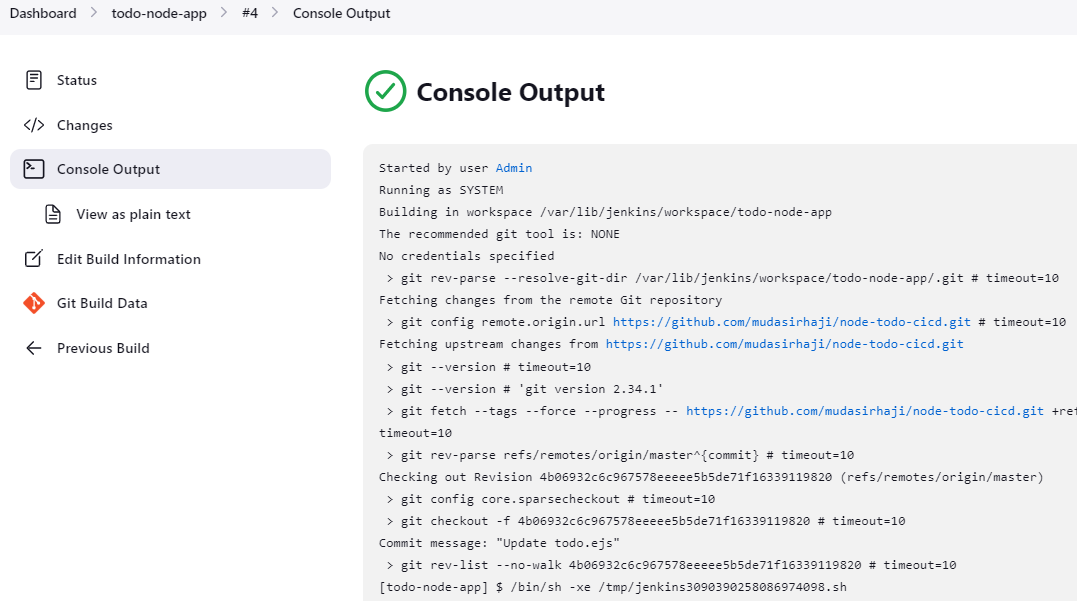 Dashboard > todo-node-app > #4 > Console Output
Status
Changes
Console Output
View as plain text
Edit Build Information
Git Build Data
Previous Build
Console Output
Started by user Admin
Running as SYSTEM
Building in workspace /var/lib/jenkins/workspace/todo-node-app
The recommended git tool is: NONE
No credentials specified
> git rev-parse --resolve-git-dir /var/lib/jenkins/workspace/todo-node-app/.git # timeout=10
Fetching changes from the remote Git repository
> git config remote.origin.url https://github.com/mudasirhaji/node-todo-cicd.git # timeout=10
Fetching upstream changes from https://github.com/mudasirhaji/node-todo-cicd.git
> git --version # timeout=10
> git --version # 'git version 2.34.1'
> git fetch --tags --force --progress -- https://github.com/mudasirhaji/node-todo-cicd.git +ref
timeout=10
> git rev-parse refs/remotes/origin/master^{commit} # timeout=10
Checking out Revision 4b06932c6c967578eeeee5b5de71f16339119820 (refs/remotes/origin/master)
> git config core.sparsecheckout # timeout=10
> git checkout -f 4b06932c6c967578eeeee5b5de71f16339119820 # timeout=10
Commit message: "Update todo.ejs"
> git rev-list --no-walk 4b06932c6c967578eeeee5b5de71f16339119820 # timeout=10
[todo-node-app] $ /bin/sh -xe /tmp/jenkins3090390258086974098.sh